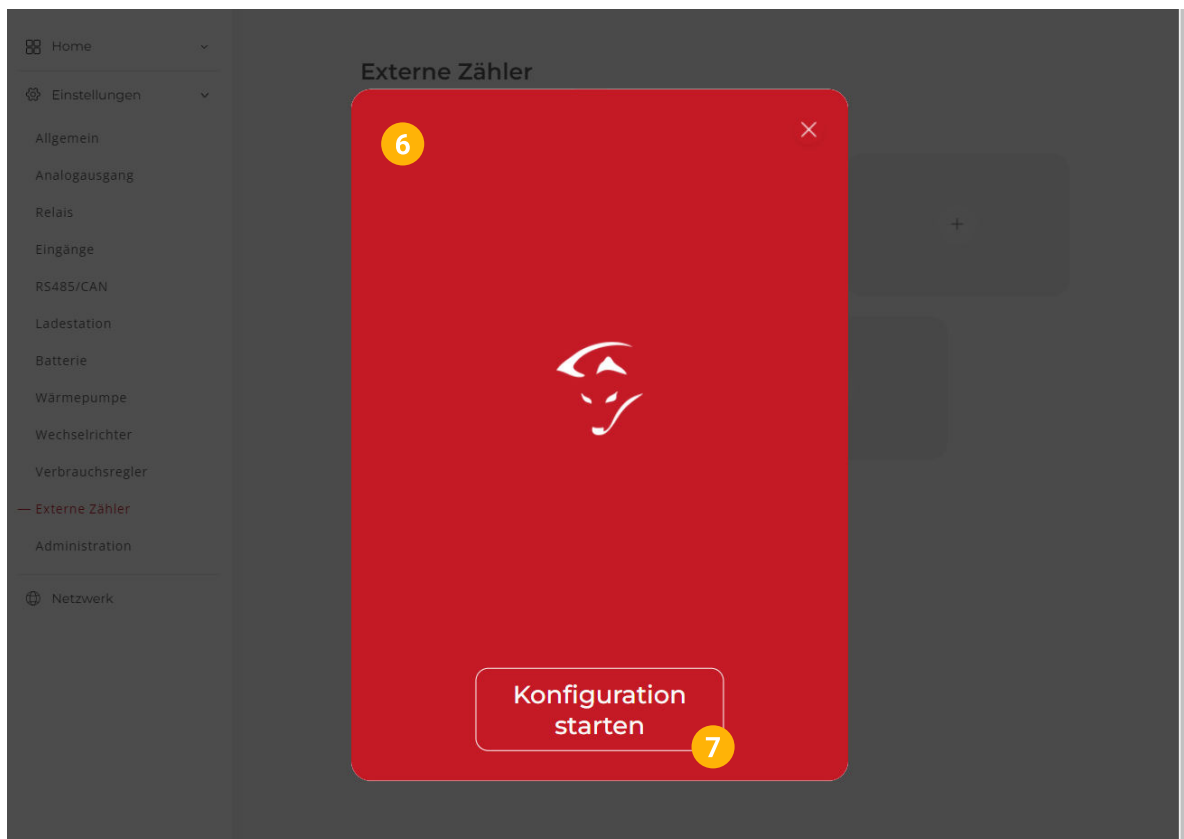 Home
Einstellungen
Allgemein
Analogausgang
Relais
Eingänge
RS485/CAN
Ladestation
Batterie
Wärmepumpe
Wechselrichter
Verbrauchsregler
Externe Zähler
Administration
Netzwerk
Externe Zähler
6
Konfiguration
starten
7